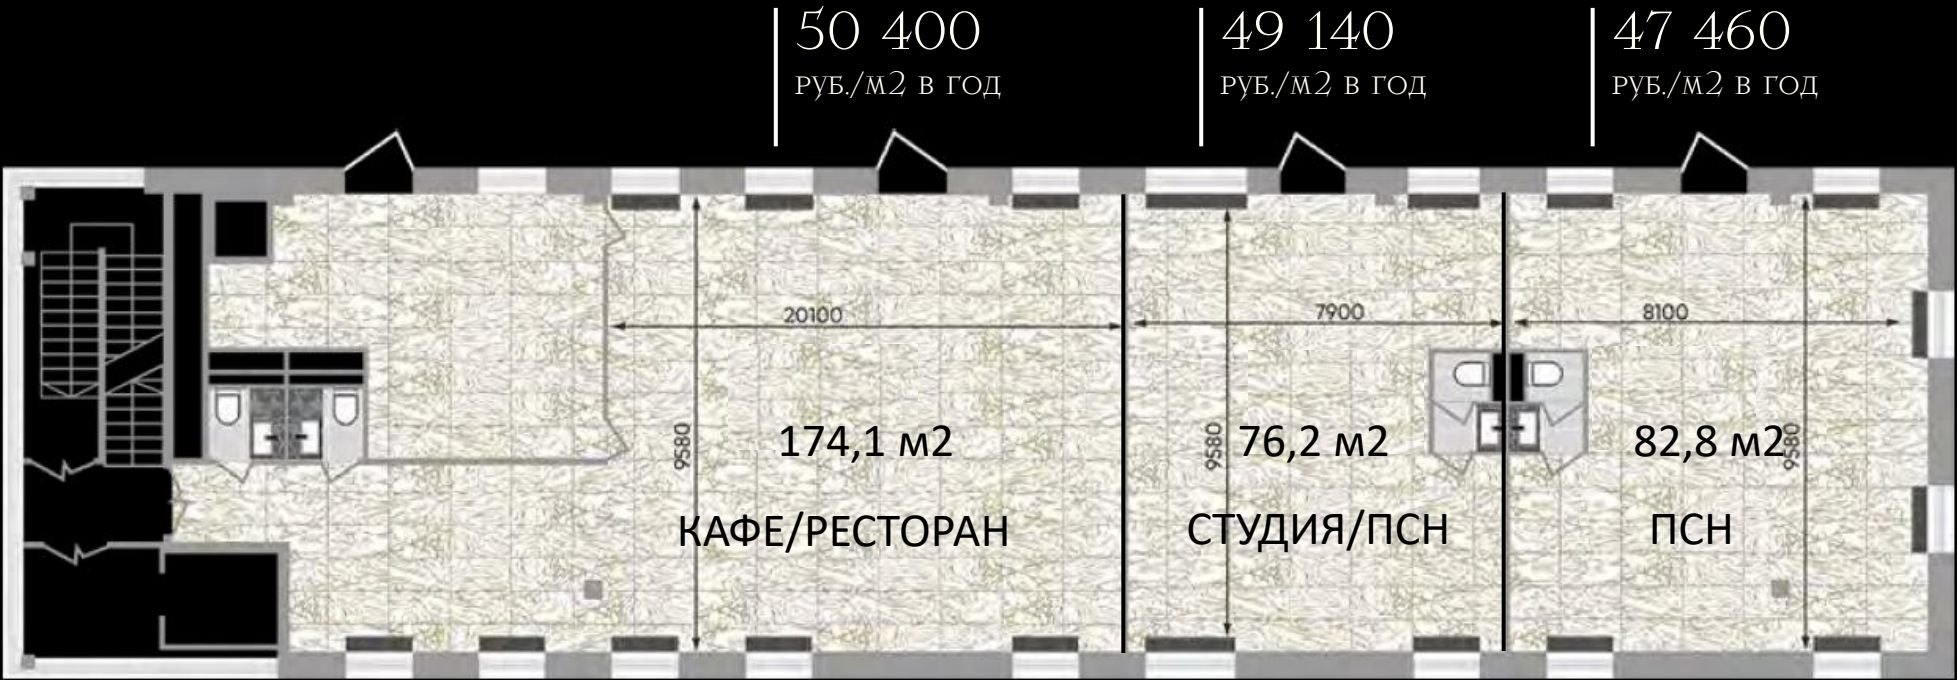 50 400
РУБ./М2 В ГОД
49 140
РУБ./М2 В ГОД
47 460
РУБ./М2 В ГОД
20100
7900
8100
9580
174,1 м2
9580
76,2 м2
82,8 м2
9580
КАФЕ/РЕСТОРАН
СТУДИЯ/ПСН
ПСН